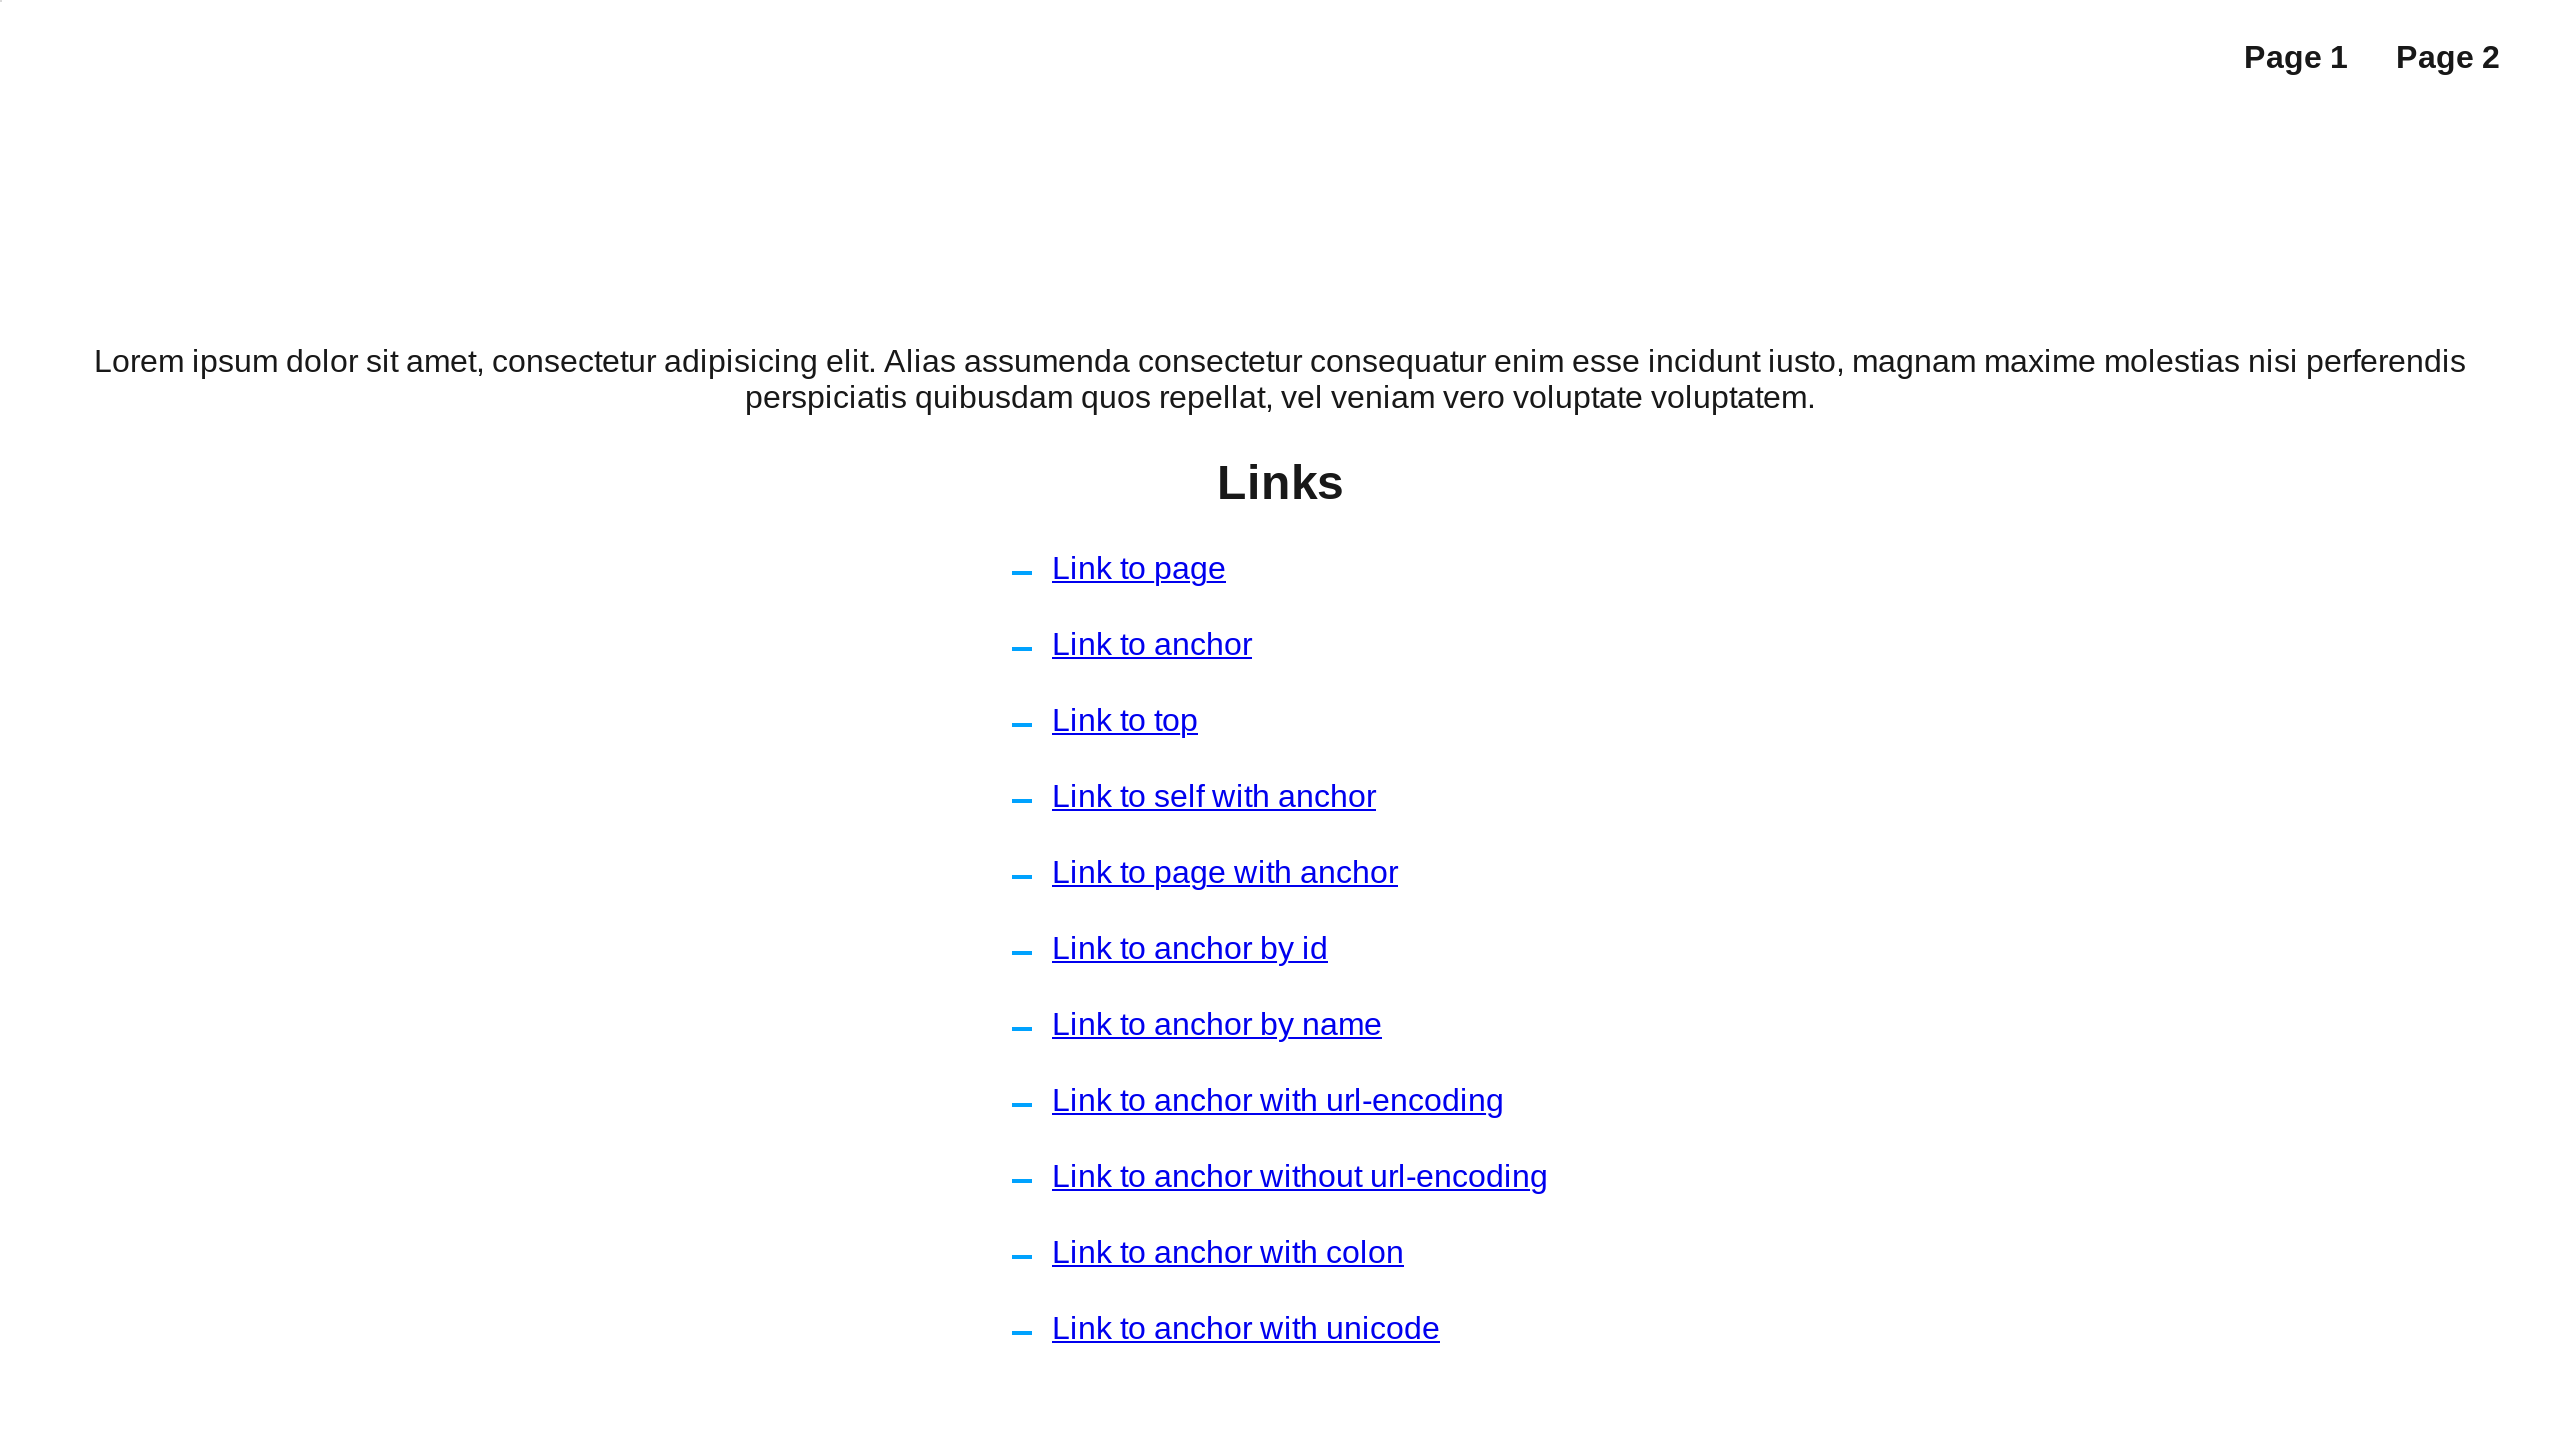 Page 1 Page 2
Lorem ipsum dolor sit amet, consectetur adipisicing elit. Alias assumenda consectetur consequatur enim esse incidunt iusto, magnam maxime molestias nisi perferendis
perspiciatis quibusdam quos repellat, vel veniam vero voluptate voluptatem.
Links
Link to page
Link to anchor
Link to top
Link to self with anchor
Link to page with anchor
Link to anchor by id
Link to anchor by name
Link to anchor with url-encoding
Link to anchor without url-encoding
Link to anchor with colon
Link to anchor with unicode